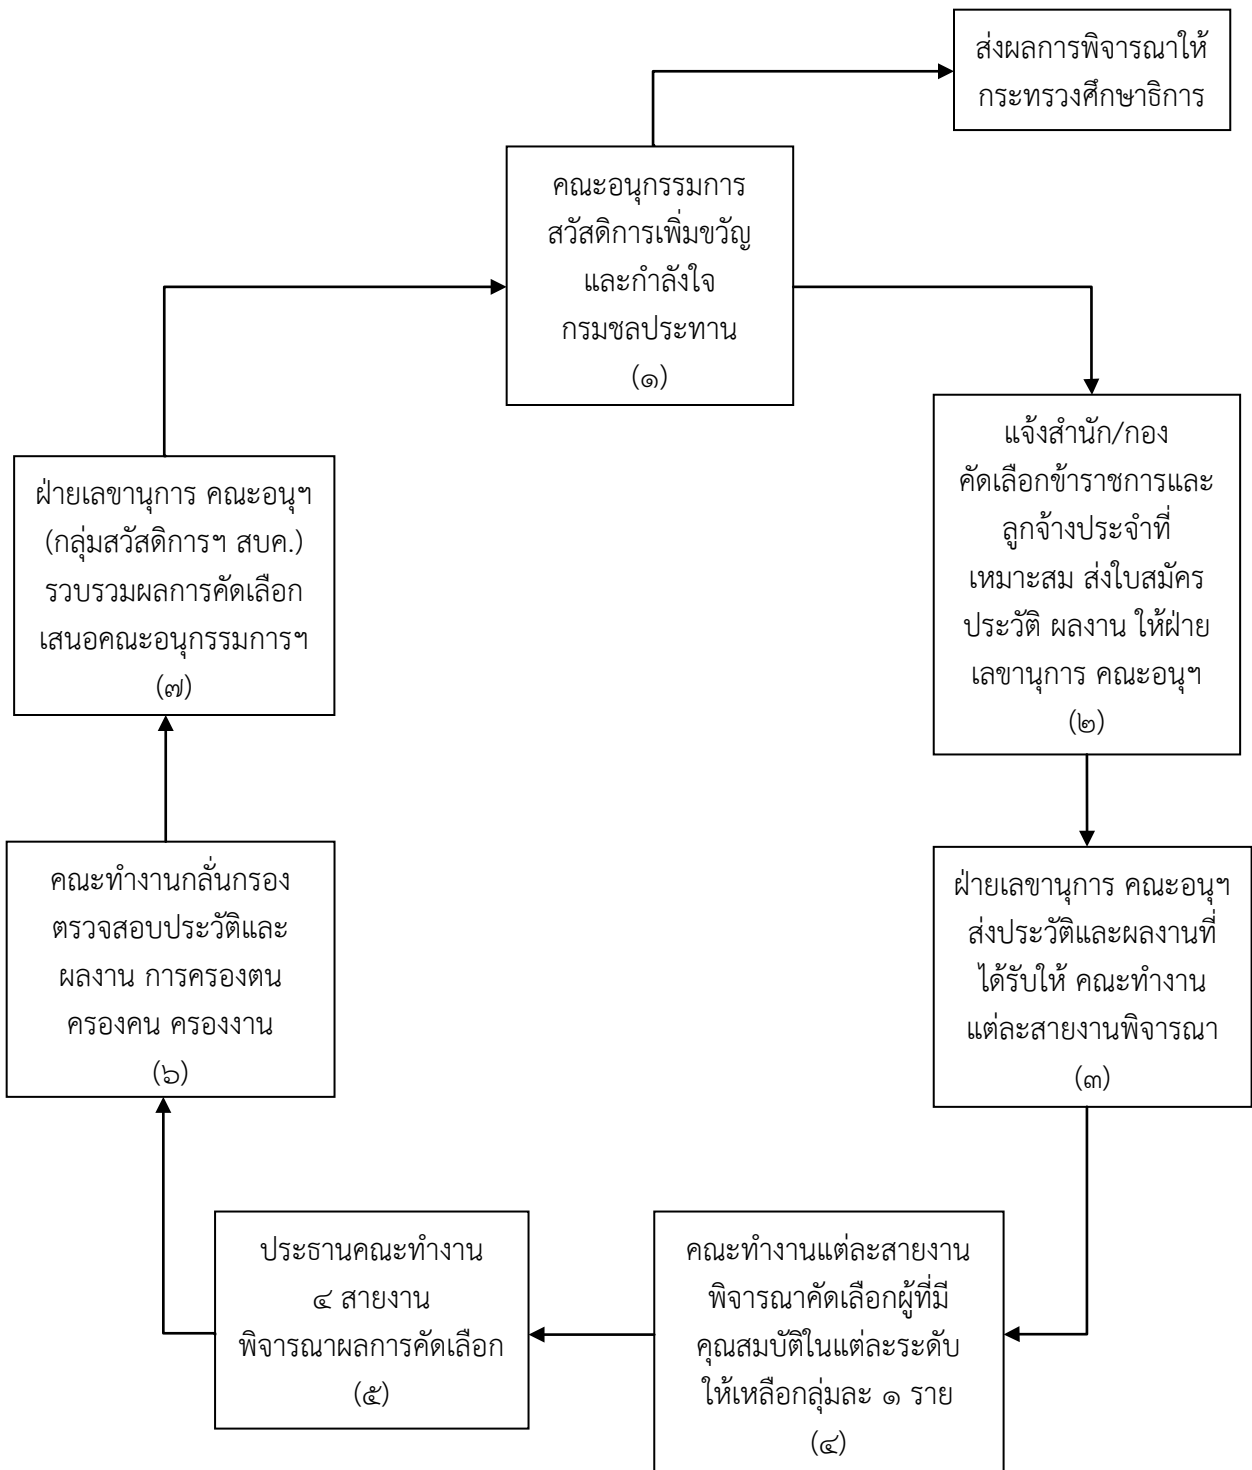 ส่งผลการพิจารณาให้
กระทรวงศึกษาธิการ
คณะอนุกรรมการ
สวัสดิการเพิ่มขวัญ
และกำลังใจ
กรมชลประทาน
(๑)
แจ้งสำนัก/กอง
คัดเลือกข้าราชการและ
ลูกจ้างประจำที่
เหมาะสม ส่งใบสมัคร
ประวัติ ผลงาน ให้ฝ่าย
เลขานุการ คณะอนุฯ
(๒)
ฝ่ายเลขานุการ คณะอนุฯ
ส่งประวัติและผลงานที่
ได้รับให้ คณะทำงาน
แต่ละสายงานพิจารณา
(๓)
คณะทำงานแต่ละสายงาน
พิจารณาคัดเลือกผู้ที่มี
คุณสมบัติในแต่ละระดับ
ให้เหลือกลุ่มละ ๑ ราย
(๔)
ประธานคณะทำงาน
๔ สายงาน
พิจารณาผลการคัดเลือก
(๕)
คณะทำงานกลั่นกรอง
ตรวจสอบประวัติและ
ผลงาน การครองตน
ครองคน ครองงาน
(๖)
ฝ่ายเลขานุการ คณะอนุฯ
(กลุ่มสวัสดิการฯ สบค.)
รวบรวมผลการคัดเลือก
เสนอคณะอนุกรรมการฯ
(๗)